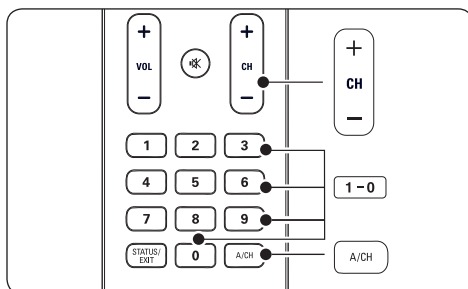 + + +
VOL CH CH
− − −
1 2 3
4 5 6 1 – 0
7 8 9
STATUS/
EXIT 0 A/CH A/CH